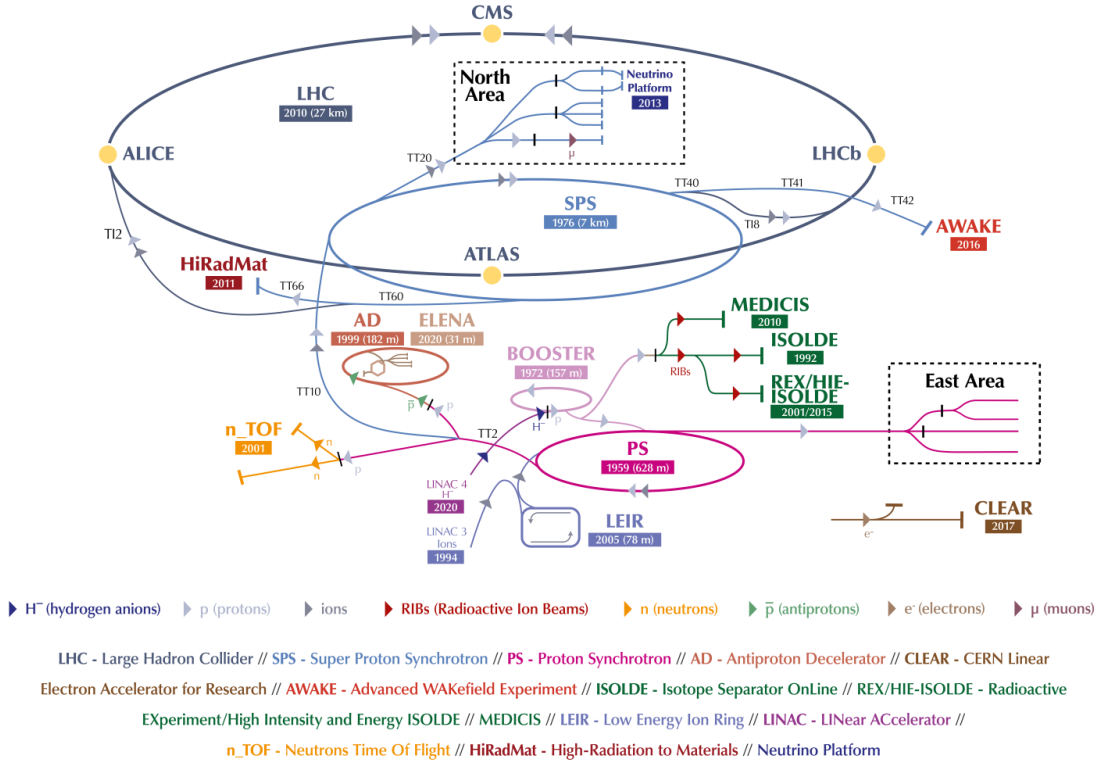 CMS
LHC
2010 (27 km)
North
Area
Neutrino
Platform
2013
ALICE
LHCb
TT20
μ
TT40
TT41
TT42
SPS
1976 (7 km)
TI8
AWAKE
2016
TI2
ATLAS
HiRadMat
2011
TT66
TT60
AD
1999 (182 m)
ELENA
2020 (31 m)
MEDICIS
2010
BOOSTER
1972 (157 m)
ISOLDE
1992
RIBs
REX/HIE-
ISOLDE
2001/2015
East Area
TT10
p̅
p
H⁻
p
TT2
n_TOF
2001
n
n
p
PS
1959 (628 m)
LINAC 4
H⁻
2020
LINAC 3
Ions
1994
LEIR
2005 (78 m)
CLEAR
2017
e-
H⁻ (hydrogen anions) p (protons) ions RIBs (Radioactive Ion Beams) n (neutrons) p̅ (antiprotons) e- (electrons) μ (muons)
LHC - Large Hadron Collider // SPS - Super Proton Synchrotron // PS - Proton Synchrotron // AD - Antiproton Decelerator // CLEAR - CERN Linear
Electron Accelerator for Research // AWAKE - Advanced WAKefield Experiment // ISOLDE - Isotope Separator OnLine // REX/HIE-ISOLDE - Radioactive
EXperiment/High Intensity and Energy ISOLDE // MEDICIS // LEIR - Low Energy Ion Ring // LINAC - LINear ACcelerator //
n_TOF - Neutrons Time Of Flight // HiRadMat - High-Radiation to Materials // Neutrino Platform